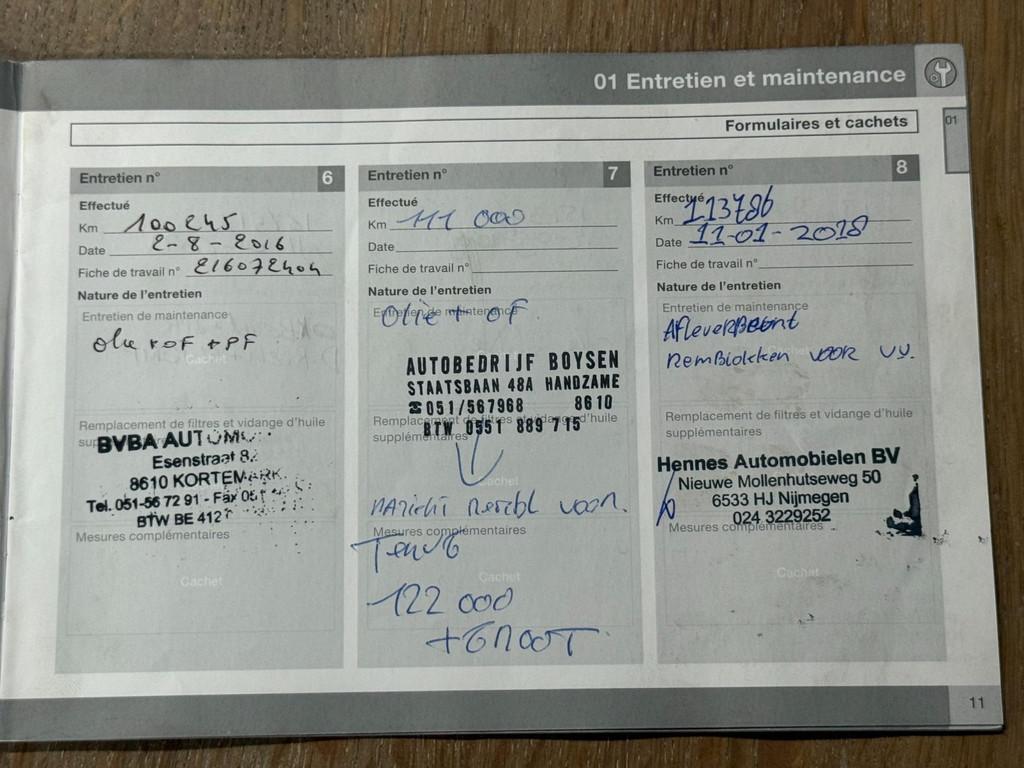 01 Entretien et maintenance
01
Formulaires et cachets
Entretien n° 6
Effectué
Km 100245
Date 2-8-2016
Fiche de travail n° 216072404
Nature de l'entretien
Entretien de maintenance
olie + OF + PF
Cachet
Remplacement de filtres et vidange d'huile
supplémentaires
BVBA
Esenstraat
8610 KORTEMARK
Tel. 051-56 72 91 - Fax
BTW BE
Mesures complémentaires
Cachet
Entretien n° 7
Effectué
Km 111 000
Date
Fiche de travail n°
Nature de l'entretien
Entretien de maintenance
Olie + OF
AUTOBEDRIJF BOYSEN
STAATSBAAN 48A HANDZAME
☎051/567968 8610
Remplacement de filtres et vidange d'huile
supplémentaires
BTW 0551 889 715
Cachet
voor.
Mesures complémentaires
Terug
Cachet
122 000
+ GROOT
Entretien n° 8
Effectué
Km 113786
Date 11-01-2018
Fiche de travail n°
Nature de l'entretien
Entretien de maintenance
Afleverbeurt
Remblokken voor vv.
Remplacement de filtres et vidange d'huile
supplémentaires
Hennes Automobielen BV
Nieuwe Mollenhutseweg 50
6533 HJ Nijmegen
024 3229252
Mesures complémentaires
Cachet
11